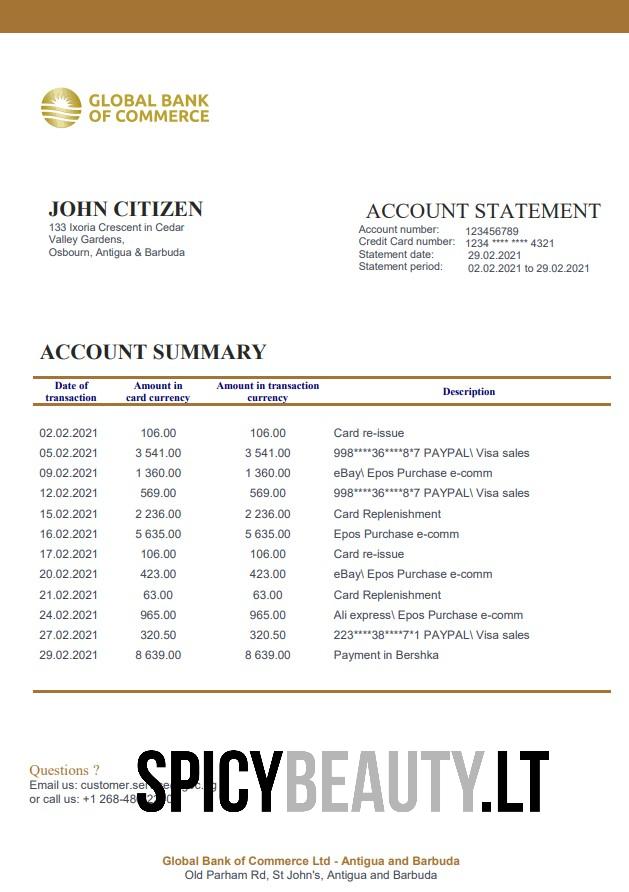 GLOBAL BANK
OF COMMERCE
JOHN CITIZEN
133 Ixoria Crescent in Cedar
Valley Gardens,
Osbourn, Antigua & Barbuda
ACCOUNT STATEMENT
Account number: 123456789
Credit Card number: 1234 **** **** 4321
Statement date: 29.02.2021
Statement period: 02.02.2021 to 29.02.2021
ACCOUNT SUMMARY
Date of transaction Amount in card currency Amount in transaction currency Description
02.02.2021 106.00 106.00 Card re-issue
05.02.2021 3 541.00 3 541.00 998****36****8*7 PAYPAL\ Visa sales
09.02.2021 1 360.00 1 360.00 eBay\ Epos Purchase e-comm
12.02.2021 569.00 569.00 998****36****8*7 PAYPAL\ Visa sales
15.02.2021 2 236.00 2 236.00 Card Replenishment
16.02.2021 5 635.00 5 635.00 Epos Purchase e-comm
17.02.2021 106.00 106.00 Card re-issue
20.02.2021 423.00 423.00 eBay\ Epos Purchase e-comm
21.02.2021 63.00 63.00 Card Replenishment
24.02.2021 965.00 965.00 Ali express\ Epos Purchase e-comm
27.02.2021 320.50 320.50 223****38****7*1 PAYPAL\ Visa sales
29.02.2021 8 639.00 8 639.00 Payment in Bershka
Questions ?
Email us:
or call us: +1
SPICYBEAUTY.LT
Global Bank of Commerce Ltd - Antigua and Barbuda
Old Parham Rd, St John's, Antigua and Barbuda